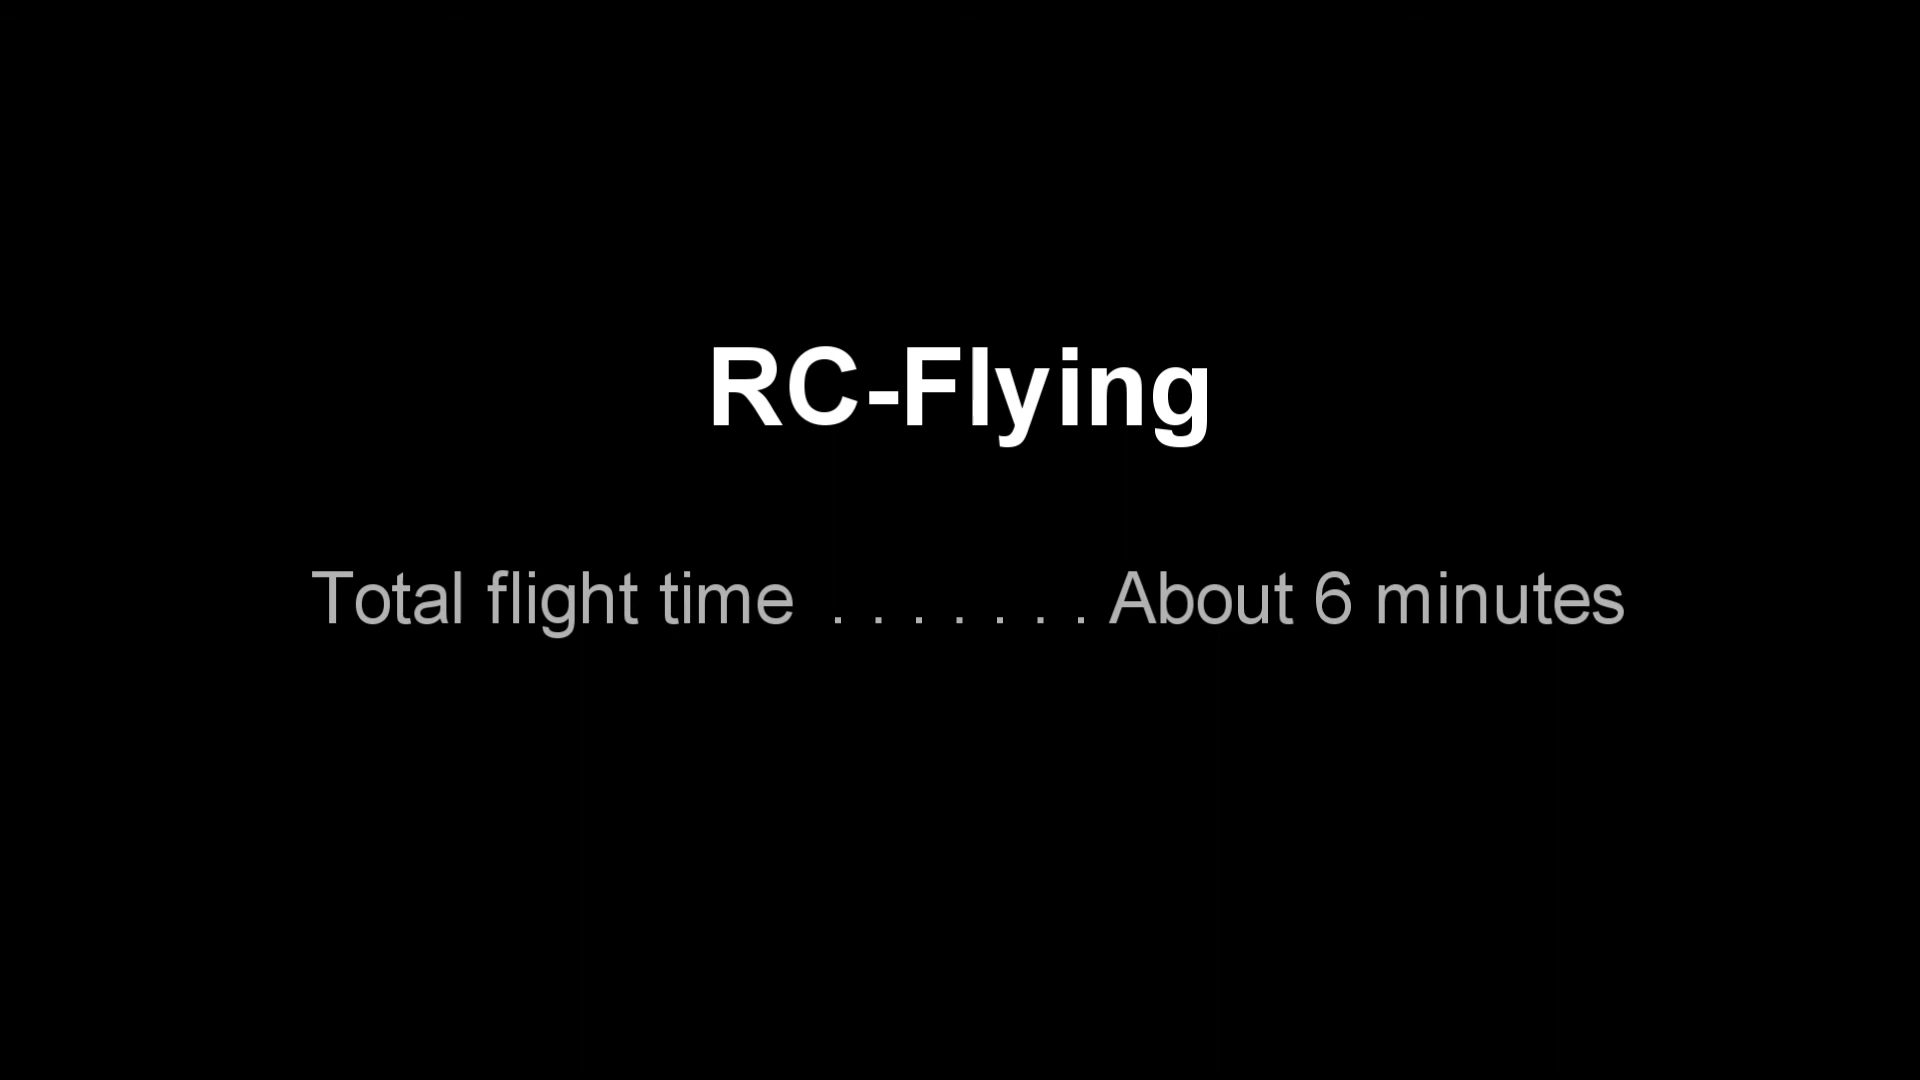 RC-Flying
Total flight time . . . . . . . About 6 minutes